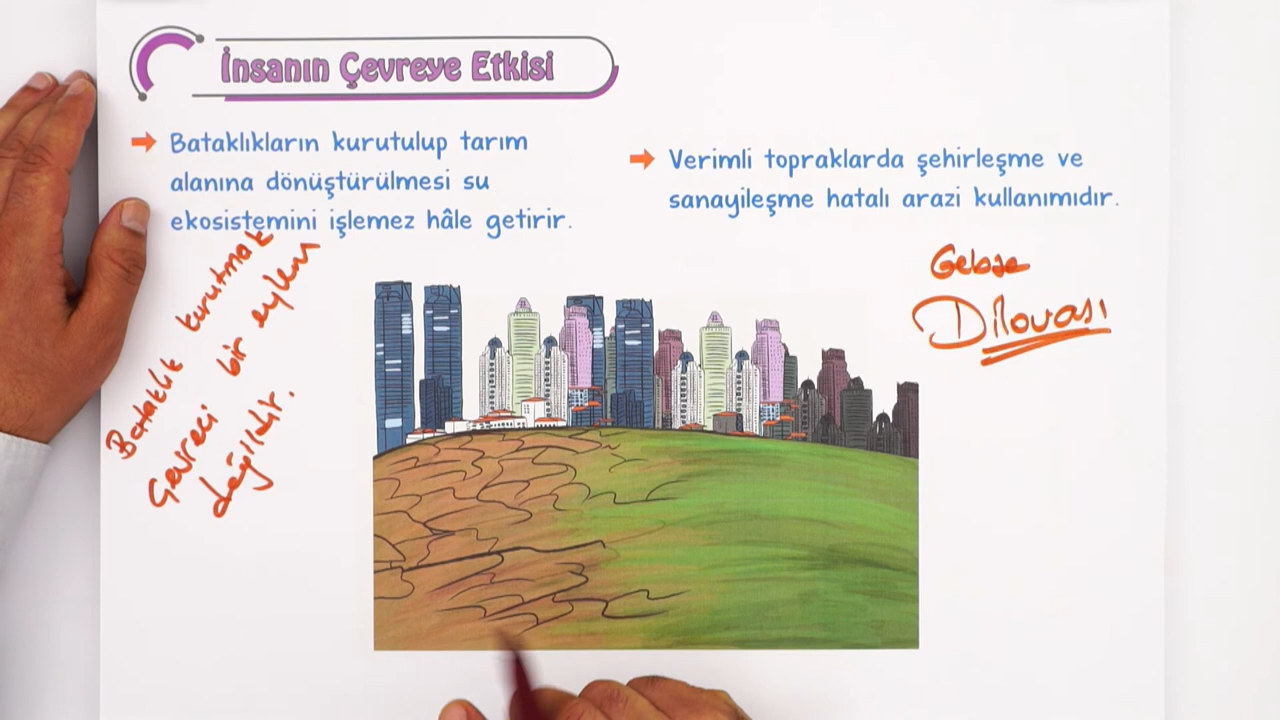 İnsanın Çevreye Etkisi
Bataklıkların kurutulup tarım
alanına dönüştürülmesi su
ekosistemini işlemez hâle getirir.
Bataklık kurutmak
Çevreci bir eylem
değildir.
Verimli topraklarda şehirleşme ve
sanayileşme hatalı arazi kullanımıdır.
Gebze
Dilovası